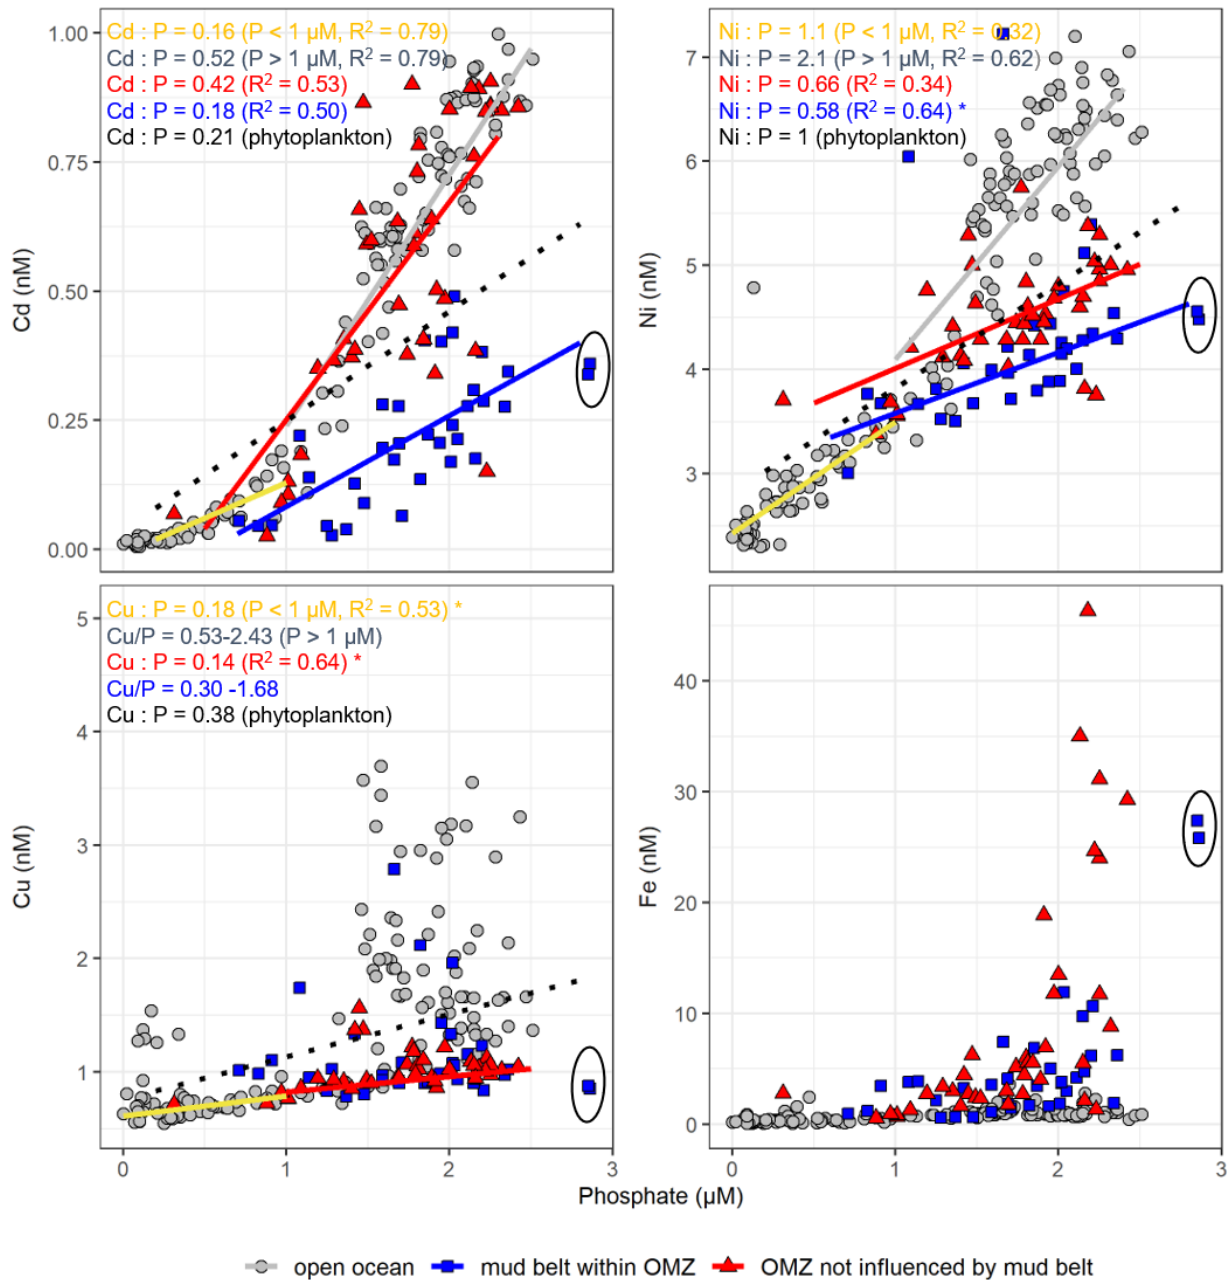 Cd : P = 0.16 (P < 1 µM, R² = 0.79)
Cd : P = 0.52 (P > 1 µM, R² = 0.79)
Cd : P = 0.42 (R² = 0.53)
Cd : P = 0.18 (R² = 0.50)
Cd : P = 0.21 (phytoplankton)
1.00
0.75
0.50
0.25
0.00
Cd (nM)
Ni : P = 1.1 (P < 1 µM, R² = 0.32)
Ni : P = 2.1 (P > 1 µM, R² = 0.62)
Ni : P = 0.66 (R² = 0.34)
Ni : P = 0.58 (R² = 0.64) *
Ni : P = 1 (phytoplankton)
7
6
5
4
3
Ni (nM)
Cu : P = 0.18 (P < 1 µM, R² = 0.53) *
Cu/P = 0.53-2.43 (P > 1 µM)
Cu : P = 0.14 (R² = 0.64) *
Cu/P = 0.30 -1.68
Cu : P = 0.38 (phytoplankton)
5
4
3
2
1
Cu (nM)
0 1 2 3
40
30
20
10
0
Fe (nM)
0 1 2 3
Phosphate (µM)
open ocean mud belt within OMZ OMZ not influenced by mud belt